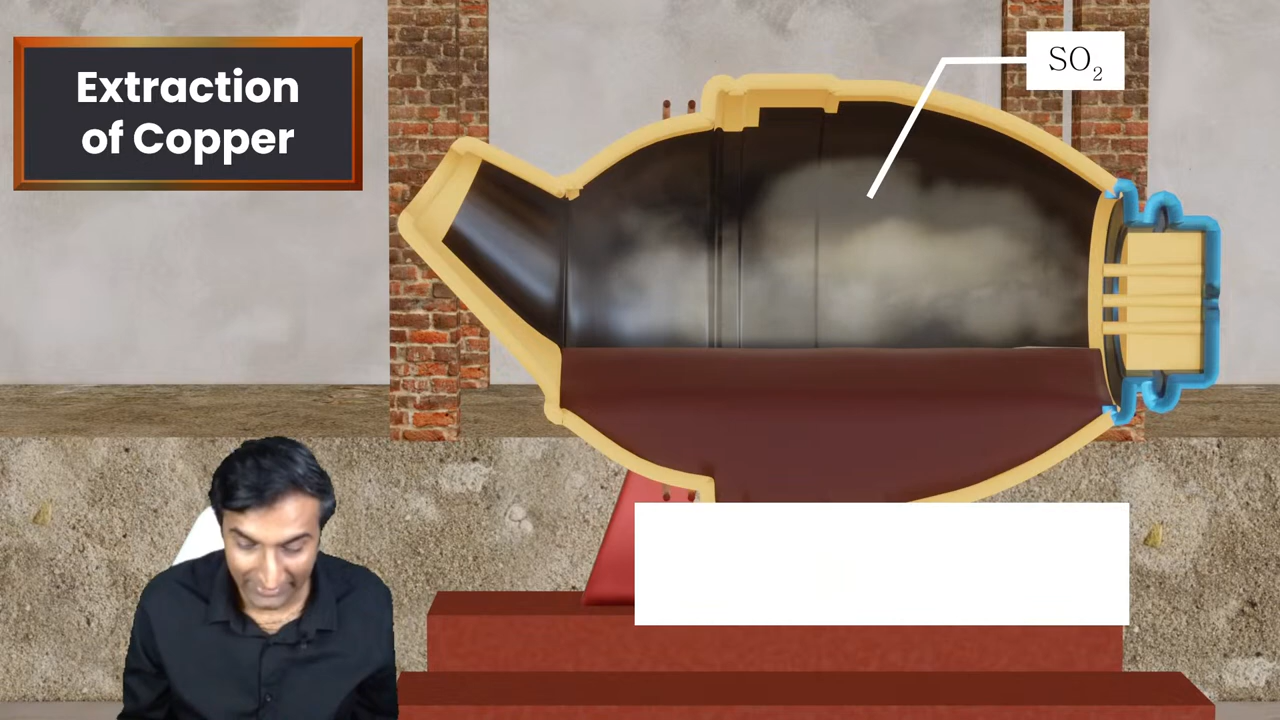 Extraction
of Copper
SO₂